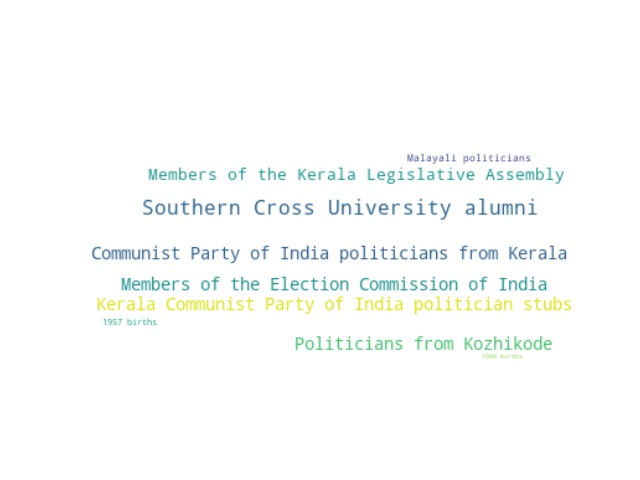 Malayali politicians
Members of the Kerala Legislative Assembly
Southern Cross University alumni
Communist Party of India politicians from Kerala
Members of the Election Commission of India
Kerala Communist Party of India politician stubs
1957 births
Politicians from Kozhikode
births